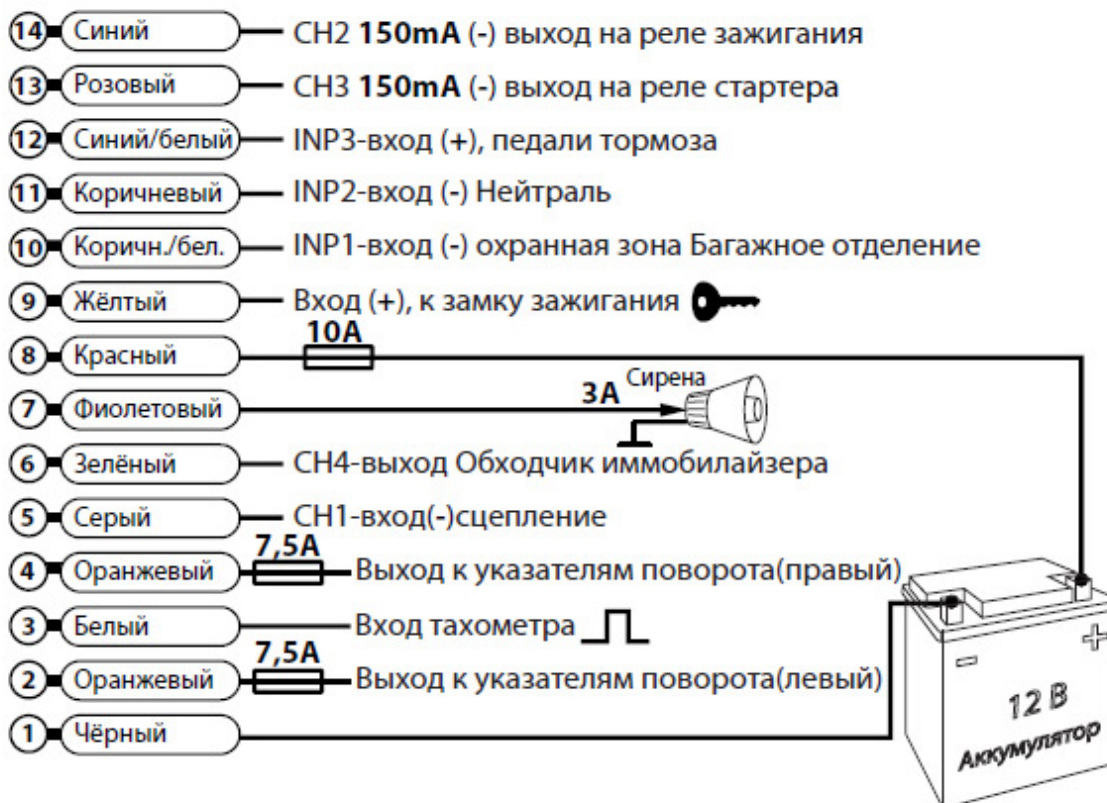 14 Синий CH2 150mA (-) выход на реле зажигания
13 Розовый CH3 150mA (-) выход на реле стартера
12 Синий/белый INP3-вход (+), педали тормоза
11 Коричневый INP2-вход (-) Нейтраль
10 Коричн./бел. INP1-вход (-) охранная зона Багажное отделение
9 Жёлтый Вход (+), к замку зажигания
10A
8 Красный
Сирена
7 Фиолетовый 3A
6 Зелёный CH4-выход Обходчик иммобилайзера
5 Серый CH1-вход(-)сцепление
7,5A
4 Оранжевый Выход к указателям поворота(правый)
3 Белый Вход тахометра
7,5A
2 Оранжевый Выход к указателям поворота(левый)
1 Чёрный
- +
12 В
Аккумулятор